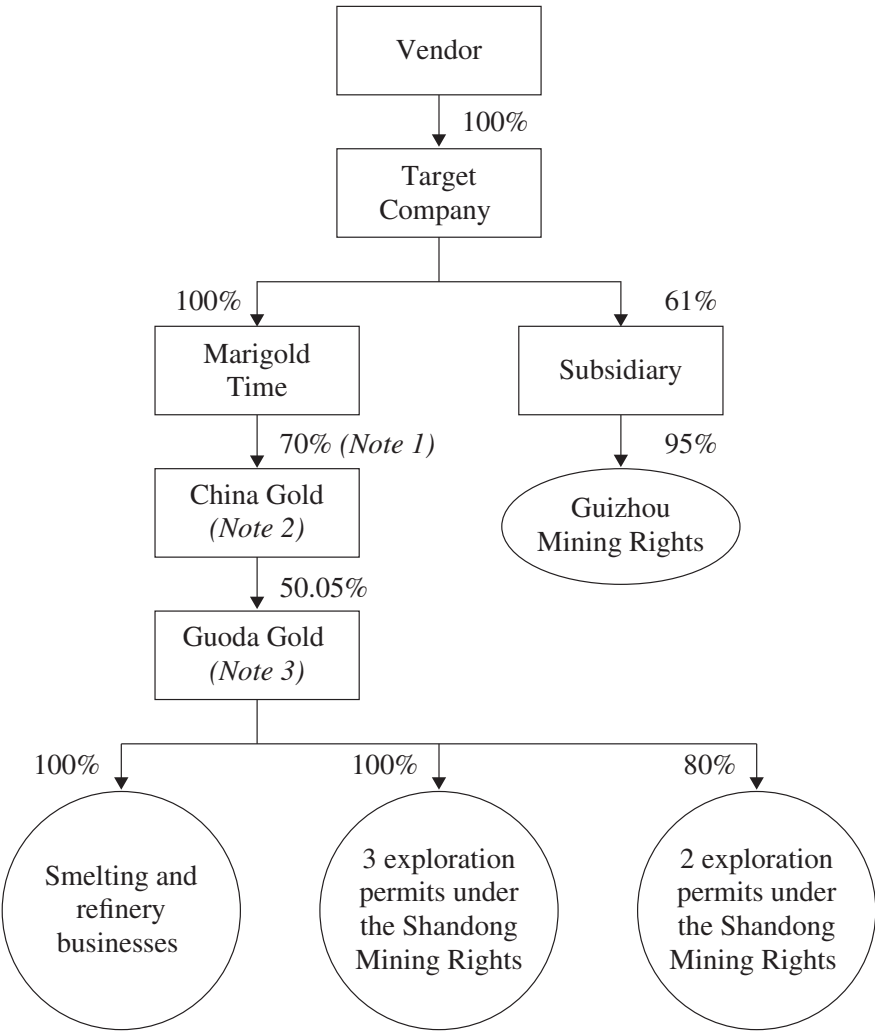 Vendor
100%
Target
Company
100%
61%
Marigold
Time
Subsidiary
70% (Note 1)
95%
China Gold
(Note 2)
Guizhou
Mining Rights
50.05%
Guoda Gold
(Note 3)
100%
100%
80%
Smelting and
refinery
businesses
3 exploration
permits under
the Shandong
Mining Rights
2 exploration
permits under
the Shandong
Mining Rights